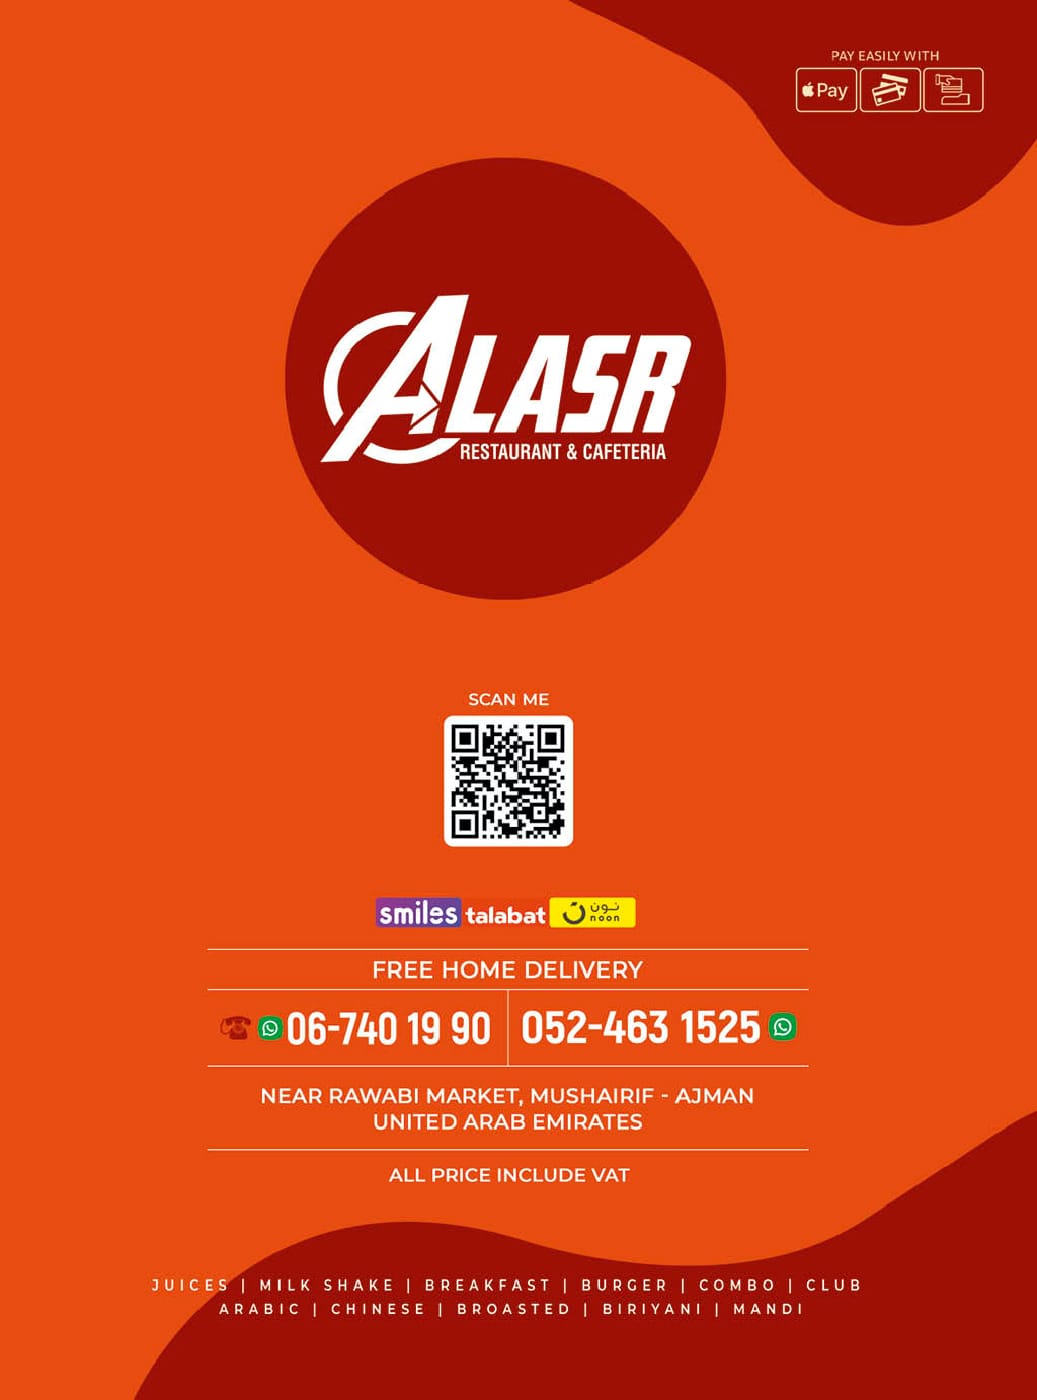 PAY EASILY WITH
Pay
ALASR
RESTAURANT & CAFETERIA
SCAN ME
smiles talabat نون
noon
FREE HOME DELIVERY
06-740 19 90 052-463 1525
NEAR RAWABI MARKET, MUSHAIRIF - AJMAN
UNITED ARAB EMIRATES
ALL PRICE INCLUDE VAT
JUICES | MILK SHAKE | BREAKFAST | BURGER | COMBO | CLUB
ARABIC | CHINESE | BROASTED | BIRIYANI | MANDI